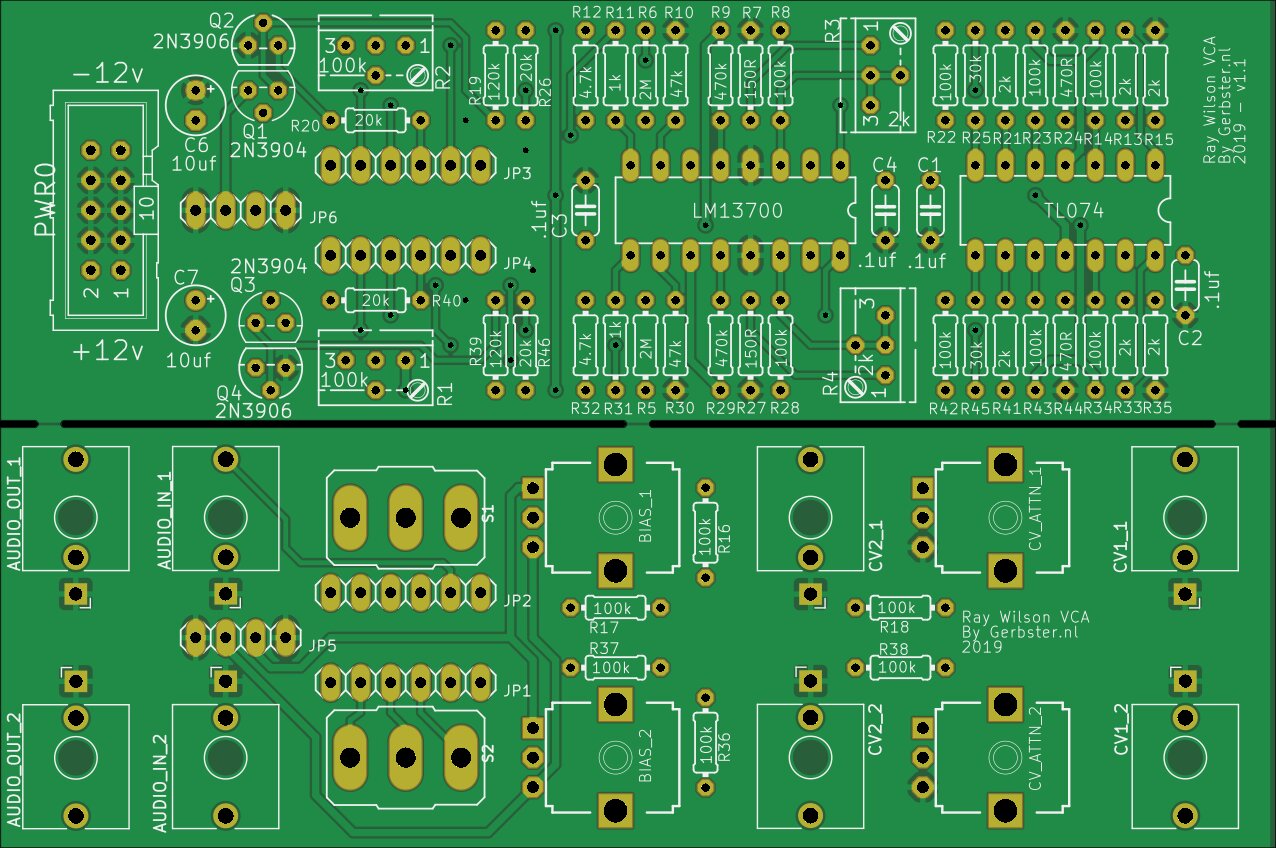 Q2
2N3906
-12v
3
1
100k
R2
Q1
2N3904
C6
10uf
R20
20k
JP3
PWR0
10
JP6
2
1
C7
10uf
+12v
2N3904
Q3
Q4
2N3906
JP4
20k
R40
3
1
100k
R1
R19
120k
20k
R26
R39
120k
20k
R46
R12
R11
R6
R10
R9
R7
R8
4.7k
1k
2M
47k
470k
150R
100k
R3
1
3
2k
.1uf
C3
LM13700
C4
C1
.1uf
.1uf
4.7k
1k
2M
47k
470k
150R
100k
R32
R31
R5
R30
R29
R27
R28
3
2k
R4
1
100k
30k
2k
100k
470R
100k
2k
2k
R22
R25
R21
R23
R24
R14
R13
R15
TL074
100k
30k
2k
100k
470R
100k
2k
2k
R42
R45
R41
R43
R44
R34
R33
R35
.1uf
C2
Ray Wilson VCA
By Gerbster.nl
2019 - v1.1
AUDIO_OUT_1
AUDIO_IN_1
S1
BIAS_1
100k
R16
CV2_1
CV_ATTN_1
CV1_1
JP2
JP5
100k
R17
R37
100k
100k
R18
R38
100k
Ray Wilson VCA
By Gerbster.nl
2019
JP1
AUDIO_OUT_2
AUDIO_IN_2
S2
BIAS_2
100k
R36
CV2_2
CV_ATTN_2
CV1_2